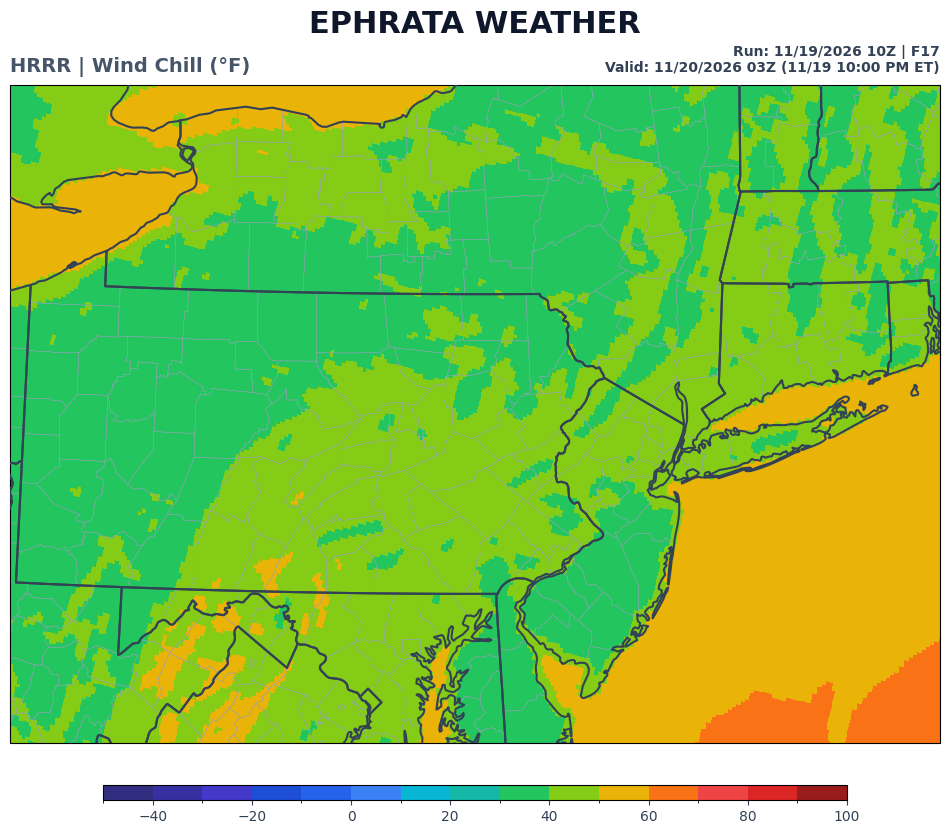 EPHRATA WEATHER
HRRR | Wind Chill (°F)
Run: 11/19/2026 10Z | F17
Valid: 11/20/2026 03Z (11/19 10:00 PM ET)
−40 −20 0 20 40 60 80 100